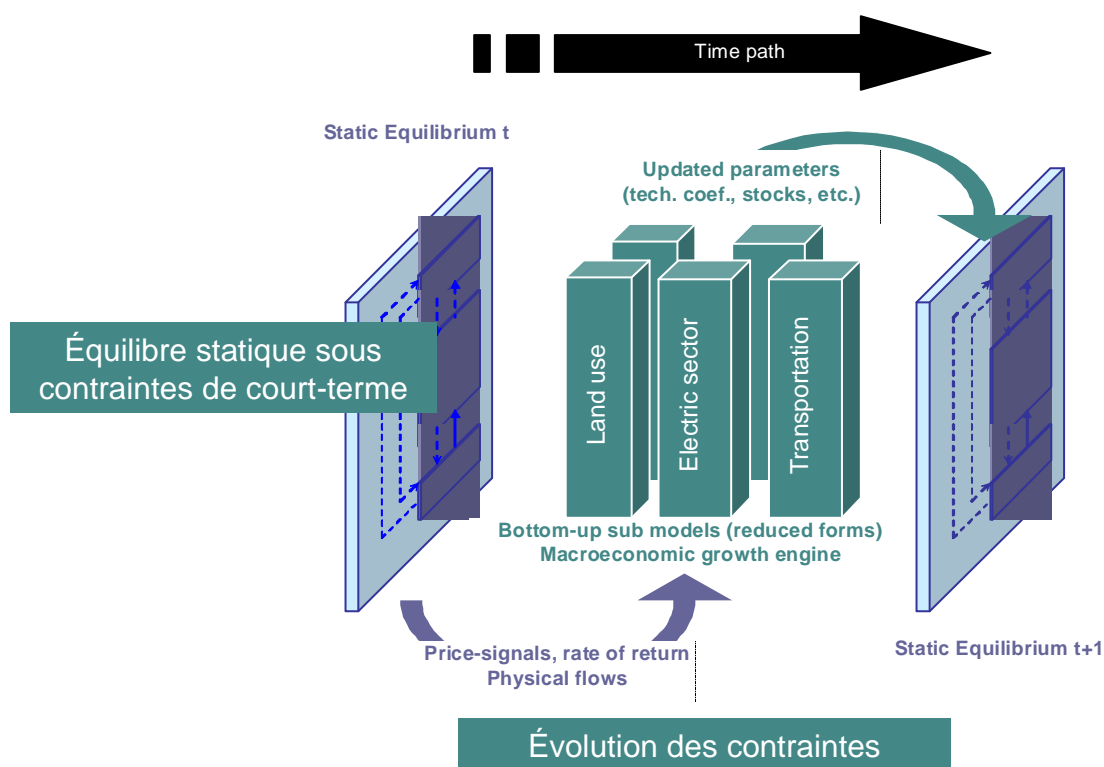 Time path
Static Equilibrium t
Updated parameters
(tech. coef., stocks, etc.)
Équilibre statique sous
contraintes de court-terme
Land use
Electric sector
Transportation
Bottom-up sub models (reduced forms)
Macroeconomic growth engine
Price-signals, rate of return
Physical flows
Static Equilibrium t+1
Évolution des contraintes